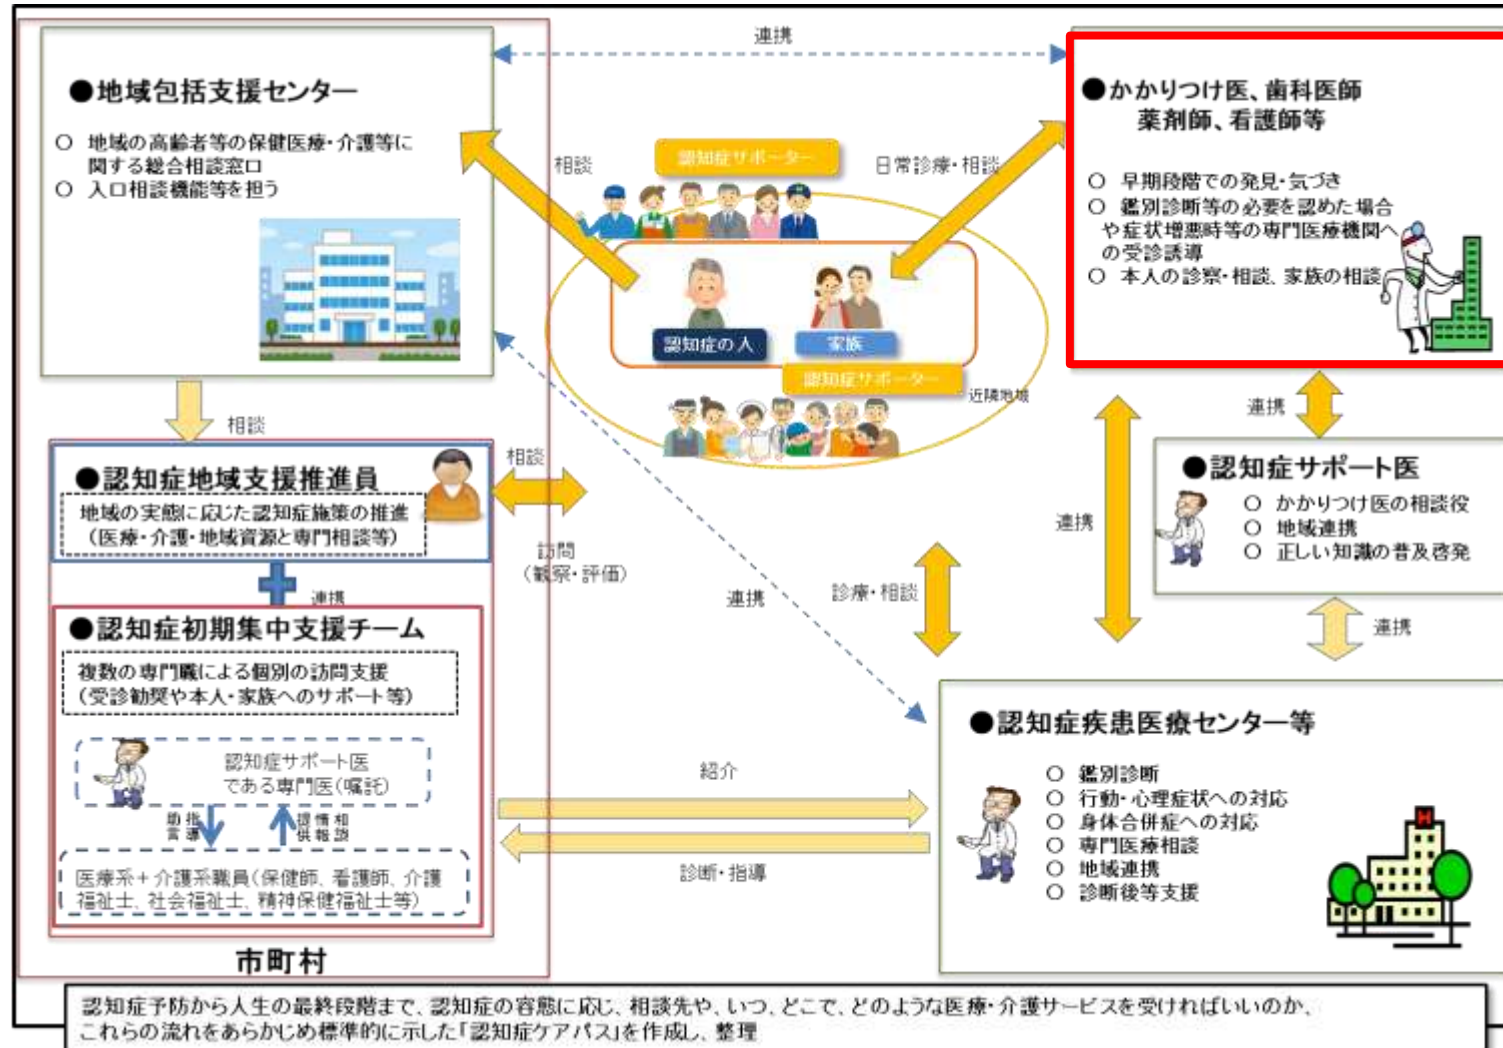 連携
●地域包括支援センター
○ 地域の高齢者等の保健医療・介護等に
関する総合相談窓口
○ 入口相談機能等を担う
相談
認知症サポーター
日常診療・相談
●かかりつけ医、歯科医師
薬剤師、看護師等
○ 早期段階での発見・気づき
○ 鑑別診断等の必要を認めた場合
や症状増悪時等の専門医療機関へ
の受診誘導
○ 本人の診察・相談、家族の相談
認知症の人
家族
認知症サポーター
近隣地域
相談
連携
●認知症地域支援推進員
地域の実態に応じた認知症施策の推進
（医療・介護・地域資源と専門相談等）
相談
訪問
（観察・評価）
連携
●認知症サポート医
○ かかりつけ医の相談役
○ 地域連携
○ 正しい知識の普及啓発
連携
連携
診療・相談
連携
●認知症初期集中支援チーム
複数の専門職による個別の訪問支援
（受診勧奨や本人・家族へのサポート等）
認知症サポート医
である専門医（嘱託）
指導
助言
相談
情報
提供
医療系＋介護系職員（保健師、看護師、介護
福祉士、社会福祉士、精神保健福祉士等）
紹介
診断・指導
●認知症疾患医療センター等
○ 鑑別診断
○ 行動・心理症状への対応
○ 身体合併症への対応
○ 専門医療相談
○ 地域連携
○ 診断後等支援
H
市町村
認知症予防から人生の最終段階まで、認知症の容態に応じ、相談先や、いつ、どこで、どのような医療・介護サービスを受ければいいのか、
これらの流れをあらかじめ標準的に示した「認知症ケアパス」を作成し、整理